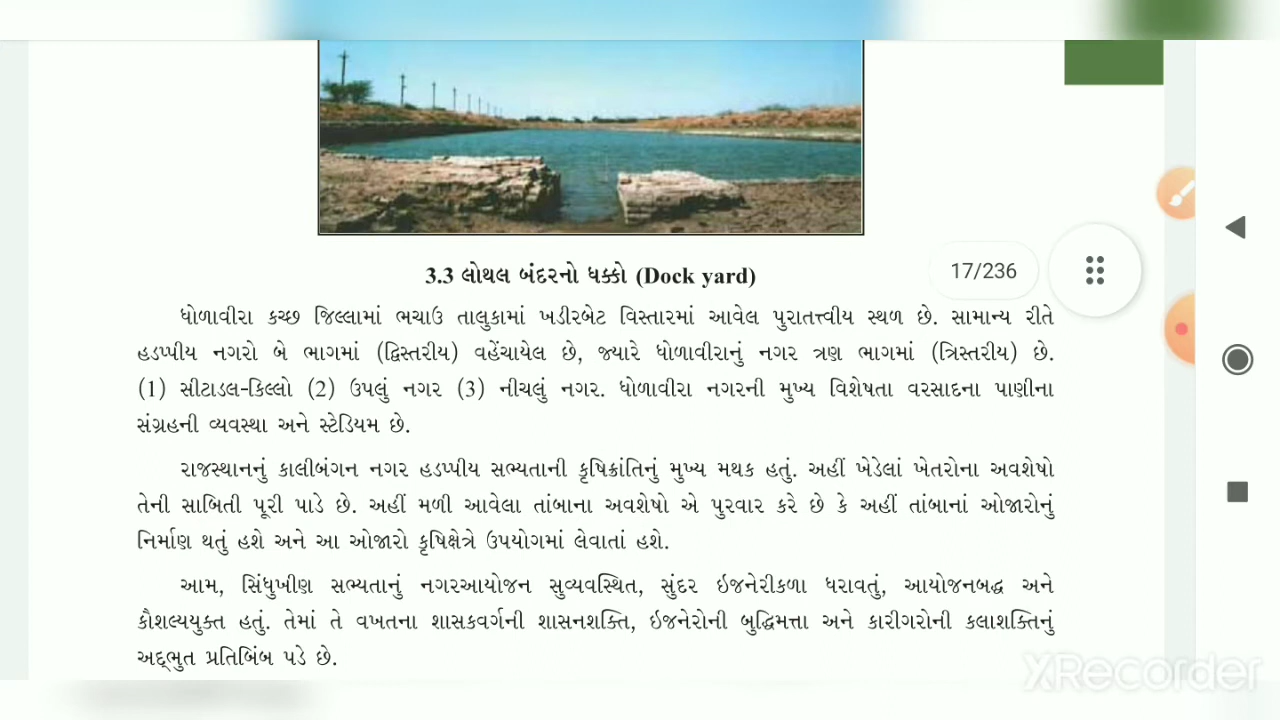 3.3 લોથલ બંદરનો ધક્કો (Dock yard)
17/236
ધોળાવીરા કચ્છ જિલ્લામાં ભચાઉ તાલુકામાં ખડીરબેટ વિસ્તારમાં આવેલ પુરાતત્ત્વીય સ્થળ છે. સામાન્ય રીતે
હડપ્પીય નગરો બે ભાગમાં (દ્વિસ્તરીય) વહેંચાયેલ છે, જ્યારે ધોળાવીરાનું નગર ત્રણ ભાગમાં (ત્રિસ્તરીય) છે.
(1) સીટાડલ-કિલ્લો (2) ઉપલું નગર (3) નીચલું નગર. ધોળાવીરા નગરની મુખ્ય વિશેષતા વરસાદના પાણીના
સંગ્રહની વ્યવસ્થા અને સ્ટેડિયમ છે.
રાજસ્થાનનું કાલીબંગન નગર હડપ્પીય સભ્યતાની કૃષિક્રાંતિનું મુખ્ય મથક હતું. અહીં ખેડેલાં ખેતરોના અવશેષો
તેની સાબિતી પૂરી પાડે છે. અહીં મળી આવેલા તાંબાના અવશેષો એ પુરવાર કરે છે કે અહીં તાંબાનાં ઓજારોનું
નિર્માણ થતું હશે અને આ ઓજારો કૃષિક્ષેત્રે ઉપયોગમાં લેવાતાં હશે.
આમ, સિંધુખીણ સભ્યતાનું નગરઆયોજન સુવ્યવસ્થિત, સુંદર ઇજનેરીકળા ધરાવતું, આયોજનબદ્ધ અને
કૌશલ્યયુક્ત હતું. તેમાં તે વખતના શાસકવર્ગની શાસનશક્તિ, ઇજનેરોની બુદ્ધિમત્તા અને કારીગરોની કલાશક્તિનું
અદ્ભુત પ્રતિબિંબ પડે છે.
XRecorder